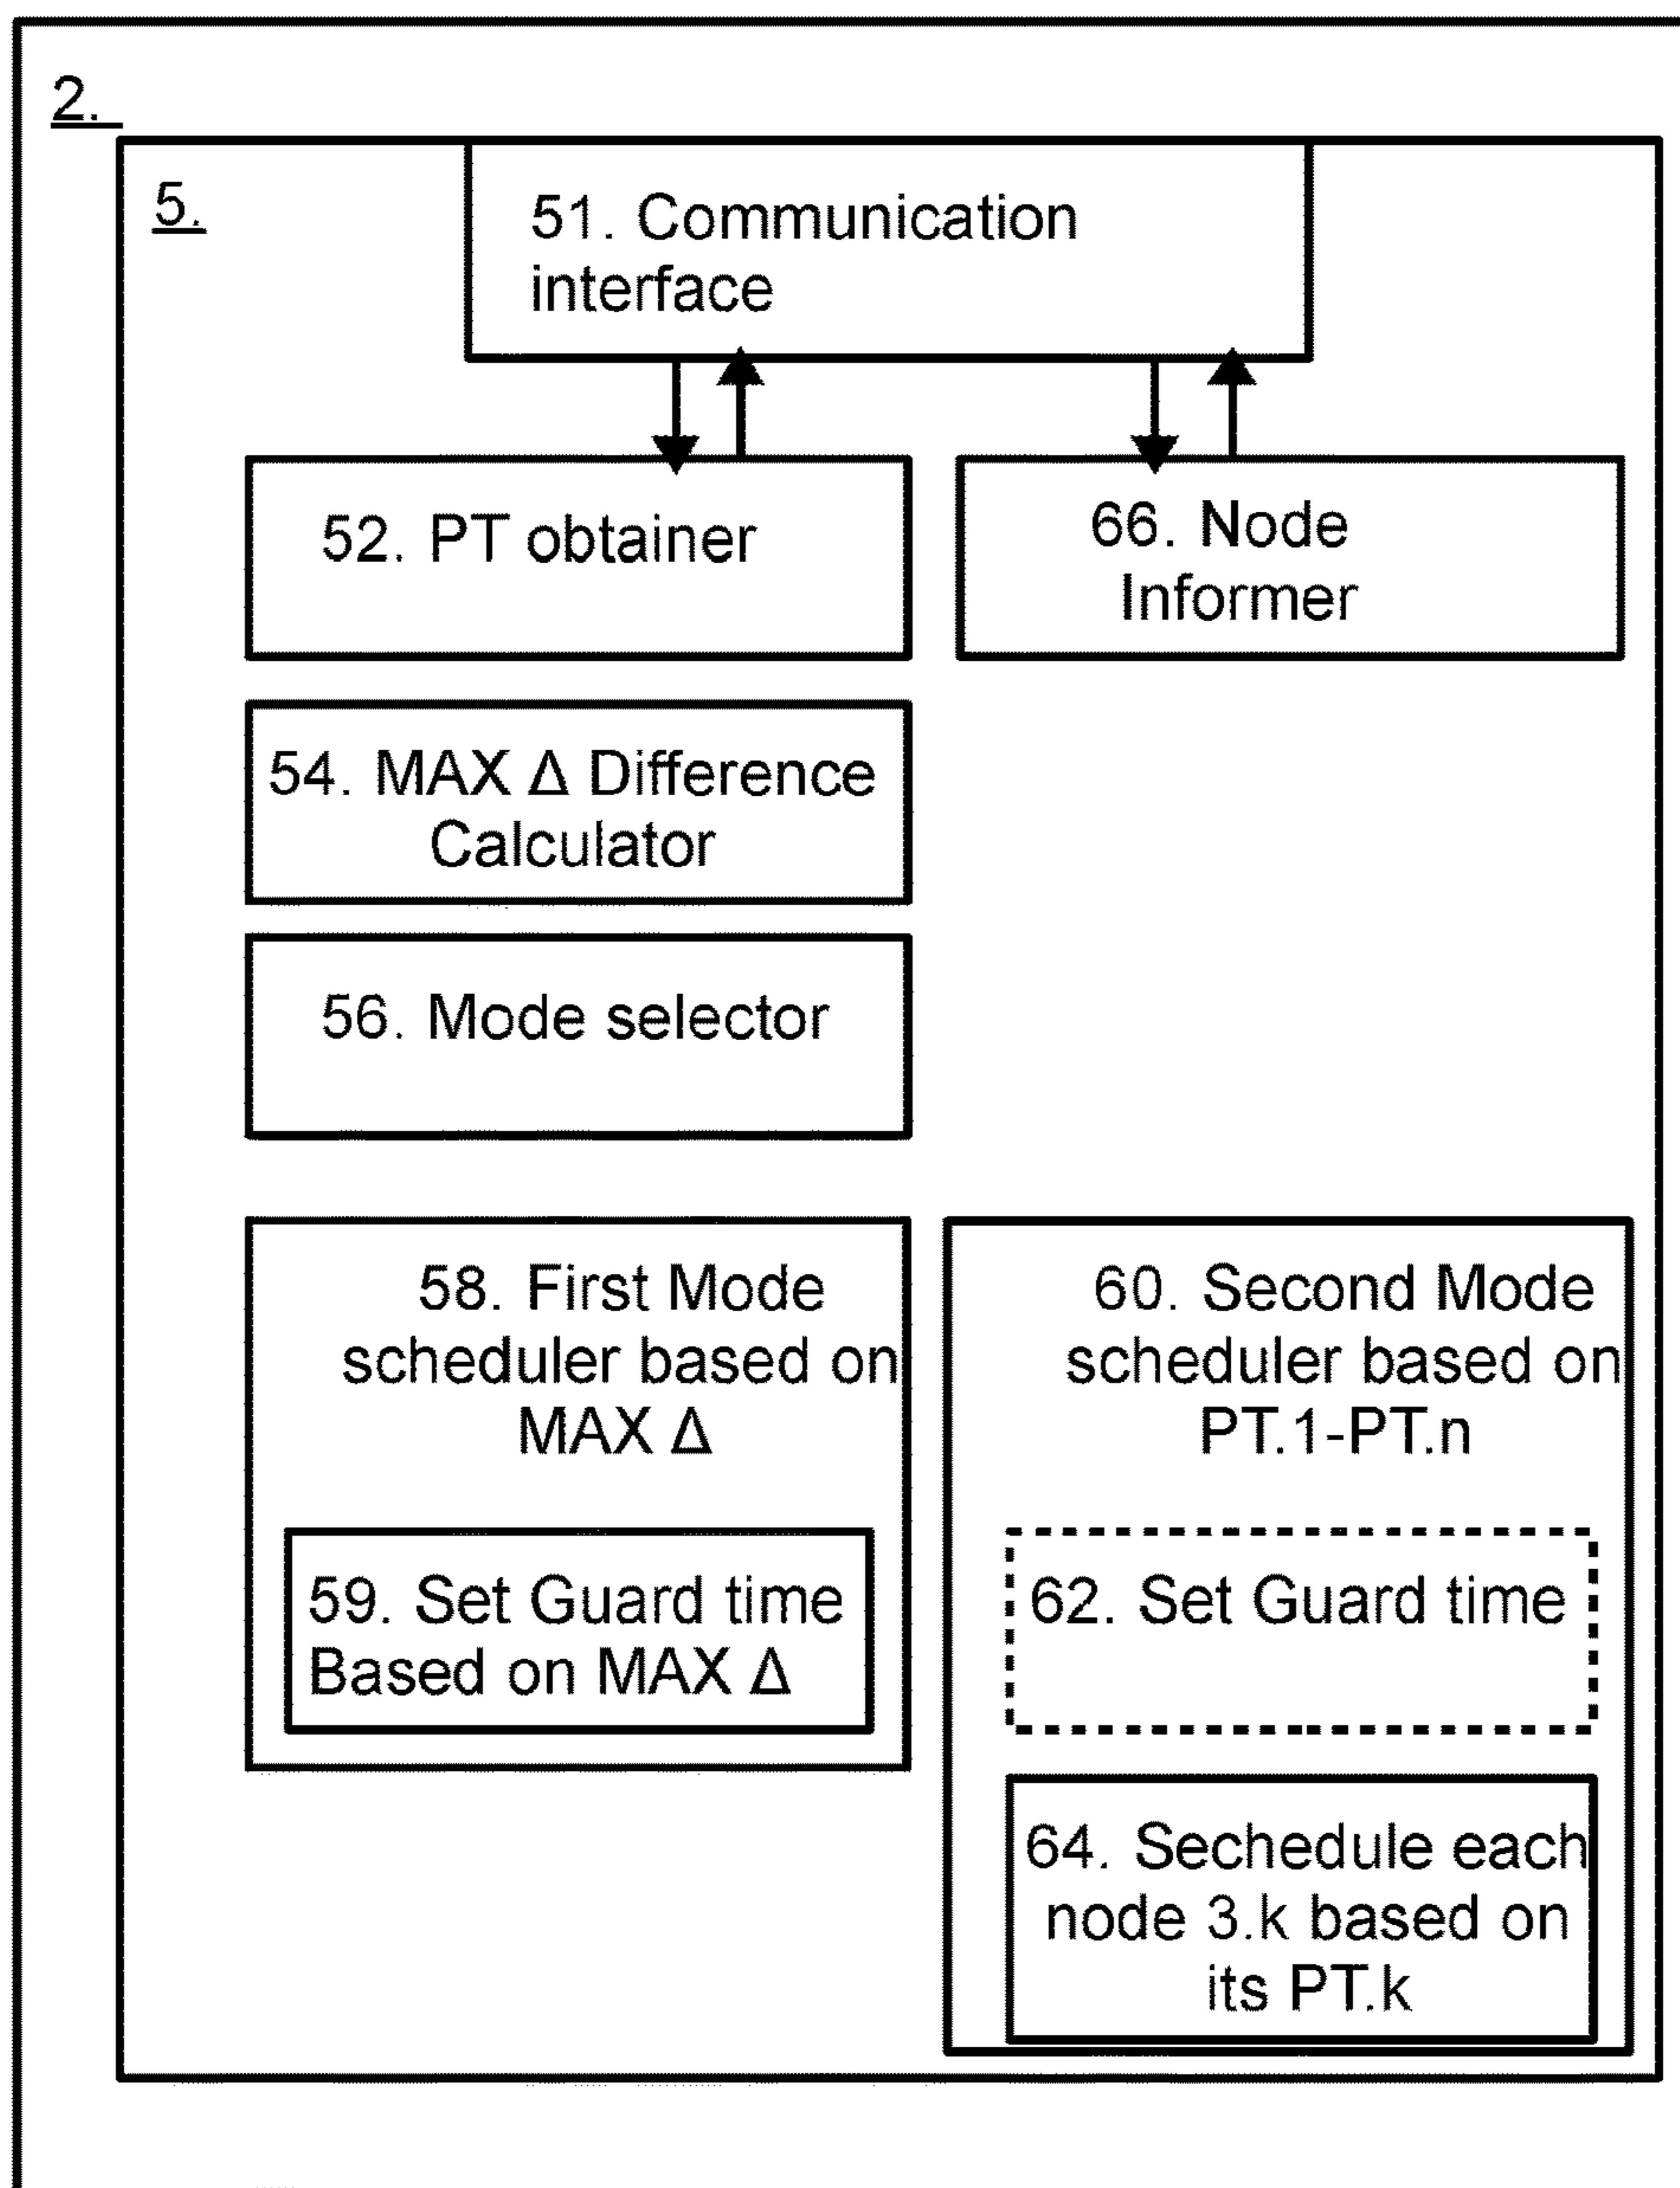 2.
5.
51. Communication
interface
52. PT obtainer
66. Node
Informer
54. MAX Δ Difference
Calculator
56. Mode selector
58. First Mode
scheduler based on
MAX Δ
59. Set Guard time
Based on MAX Δ
60. Second Mode
scheduler based on
PT.1-PT.n
62. Set Guard time
64. Sechedule each
node 3.k based on
its PT.k